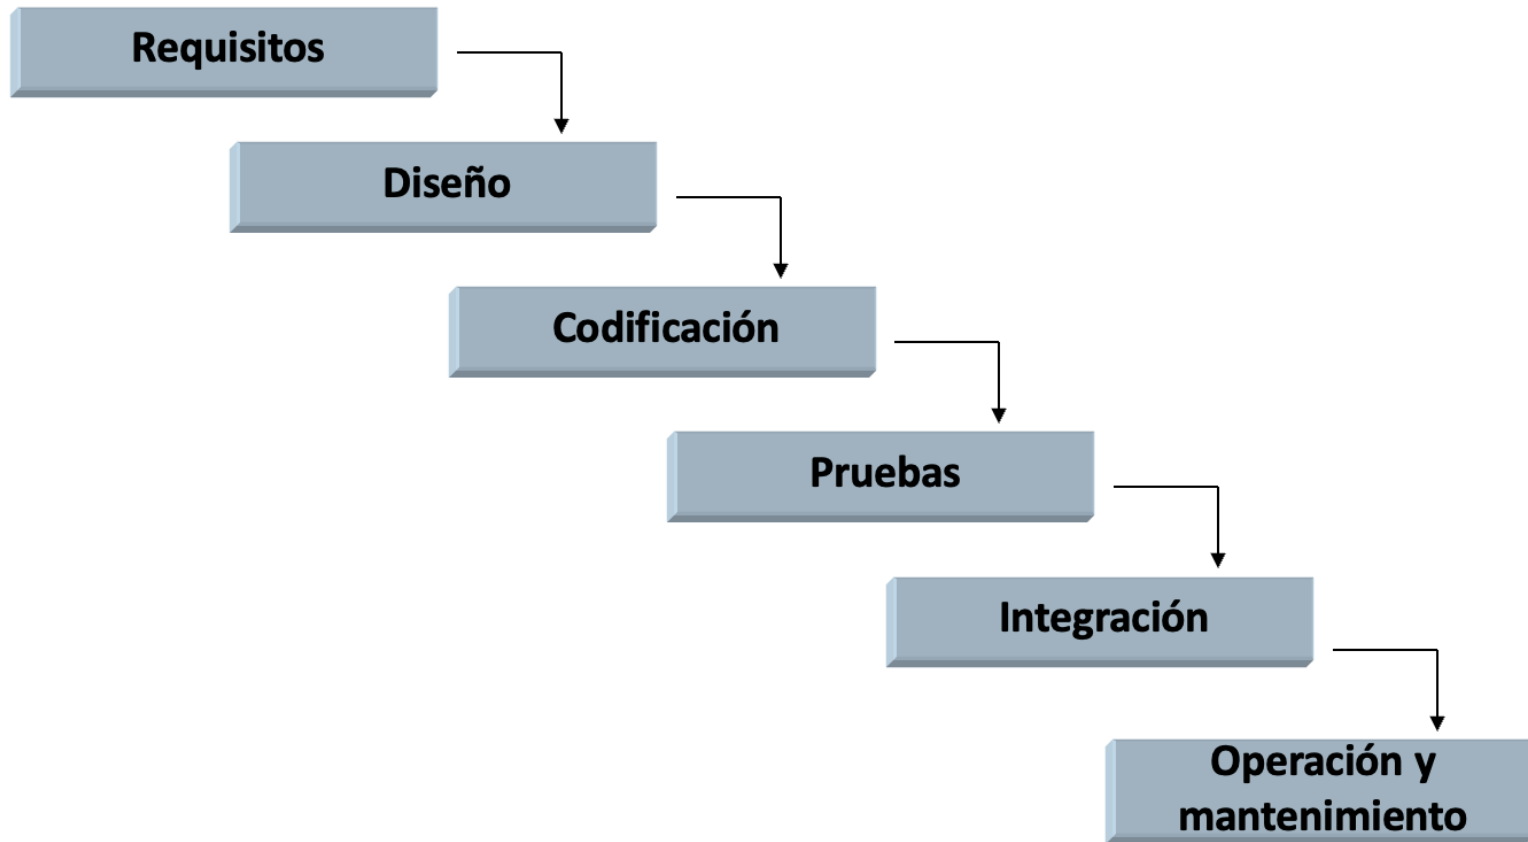 Requisitos
Diseño
Codificación
Pruebas
Integración
Operación y
mantenimiento